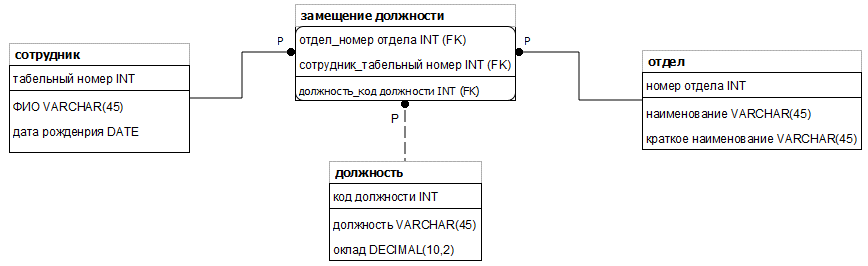 замещение должности
P
отдел_номер отдела INT (FK)
P
сотрудник_табельный номер INT (FK)
должность_код должности INT (FK)
P
сотрудник
табельный номер INT
ФИО VARCHAR(45)
дата рожденрия DATE
отдел
номер отдела INT
наименование VARCHAR(45)
краткое наименование VARCHAR(45)
должность
код должности INT
должность VARCHAR(45)
оклад DECIMAL(10,2)